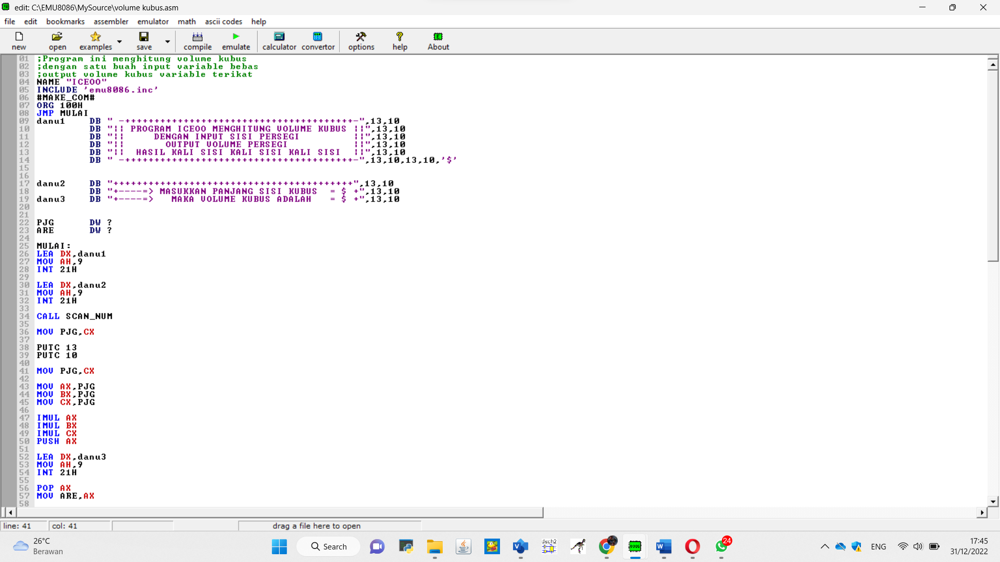 edit: C:\EMU8086\MySource\volume kubus.asm
file edit bookmarks assembler emulator math ascii codes help
new open examples save compile emulate calculator convertor options help About
01 ;Program ini menghitung volume kubus
02 ;dengan satu buah input variable bebas
03 ;output volume kubus variable terikat
04 NAME "ICEOO"
05 INCLUDE 'emu8086.inc'
06 #MAKE_COM#
07 ORG 100H
08 JMP MULAI
09 danu1 DB " -+++++++++++++++++++++++++++++++++++++++-",13,10
10 DB "|| PROGRAM ICEOO MENGHITUNG VOLUME KUBUS ||",13,10
11 DB "|| DENGAN INPUT SISI PERSEGI ||",13,10
12 DB "|| OUTPUT VOLUME PERSEGI ||",13,10
13 DB "|| HASIL KALI SISI KALI SISI KALI SISI ||",13,10
14 DB " -+++++++++++++++++++++++++++++++++++++++-",13,10,13,10,'$'
15
16
17 danu2 DB "+++++++++++++++++++++++++++++++++++++++++",13,10
18 DB "+----=> MASUKKAN PANJANG SISI KUBUS = $ +",13,10
19 danu3 DB "+----=> MAKA VOLUME KUBUS ADALAH = $ +",13,10
20
21
22 PJG DW ?
23 ARE DW ?
24
25 MULAI:
26 LEA DX,danu1
27 MOV AH,9
28 INT 21H
29
30 LEA DX,danu2
31 MOV AH,9
32 INT 21H
33
34 CALL SCAN_NUM
35
36 MOV PJG,CX
37
38 PUTC 13
39 PUTC 10
40
41 MOV PJG,CX
42
43 MOV AX,PJG
44 MOV BX,PJG
45 MOV CX,PJG
46
47 IMUL AX
48 IMUL BX
49 IMUL CX
50 PUSH AX
51
52 LEA DX,danu3
53 MOV AH,9
54 INT 21H
55
56 POP AX
57 MOV ARE,AX
58
line: 41 col: 41 drag a file here to open
26°C
Berawan
Search
dsch2
8086
24
ENG
17:45
31/12/2022